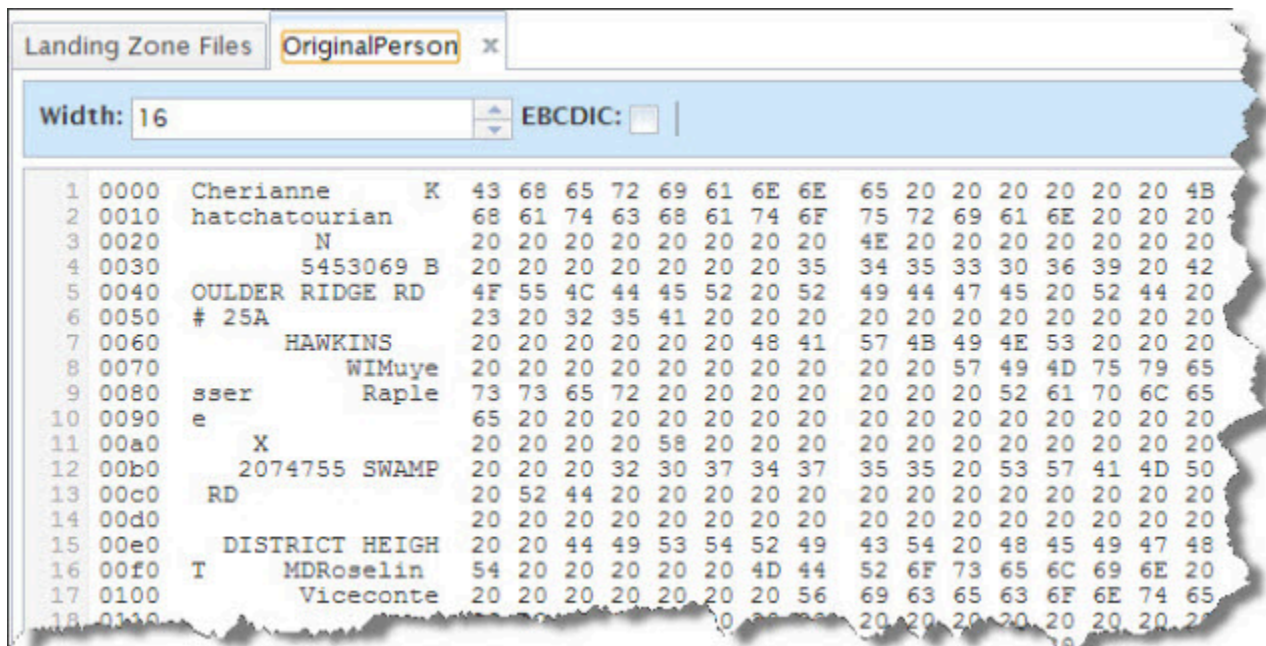 Landing Zone Files OriginalPerson x
Width: 16 EBCDIC:
1 0000 Cherianne      K 43 68 65 72 69 61 6E 6E 65 20 20 20 20 20 20 4B
2 0010 hatchatourian 68 61 74 63 68 61 74 6F 75 72 69 61 6E 20 20 20
3 0020 N 20 20 20 20 20 20 20 20 4E 20 20 20 20 20 20 20
4 0030 5453069 B 20 20 20 20 20 20 20 35 34 35 33 30 36 39 20 42
5 0040 OULDER RIDGE RD 4F 55 4C 44 45 52 20 52 49 44 47 45 20 52 44 20
6 0050 # 25A 23 20 32 35 41 20 20 20 20 20 20 20 20 20 20 20
7 0060 HAWKINS 20 20 20 20 20 20 48 41 57 4B 49 4E 53 20 20 20
8 0070 WIMuye 20 20 20 20 20 20 20 20 20 20 57 49 4D 75 79 65
9 0080 sser       Raple 73 73 65 72 20 20 20 20 20 20 20 52 61 70 6C 65
10 0090 e 65 20 20 20 20 20 20 20 20 20 20 20 20 20 20 20
11 00a0 X 20 20 20 20 58 20 20 20 20 20 20 20 20 20 20 20
12 00b0 2074755 SWAMP 20 20 20 32 30 37 34 37 35 35 20 53 57 41 4D 50
13 00c0 RD 20 52 44 20 20 20 20 20 20 20 20 20 20 20 20 20
14 00d0 20 20 20 20 20 20 20 20 20 20 20 20 20 20 20 20
15 00e0 DISTRICT HEIGH 20 20 44 49 53 54 52 49 43 54 20 48 45 49 47 48
16 00f0 T     MDRoselin 54 20 20 20 20 20 4D 44 52 6F 73 65 6C 69 6E 20
17 0100 Viceconte 20 20 20 20 20 20 20 56 69 63 65 63 6F 6E 74 65
18 20 20 20 20 20 20 20